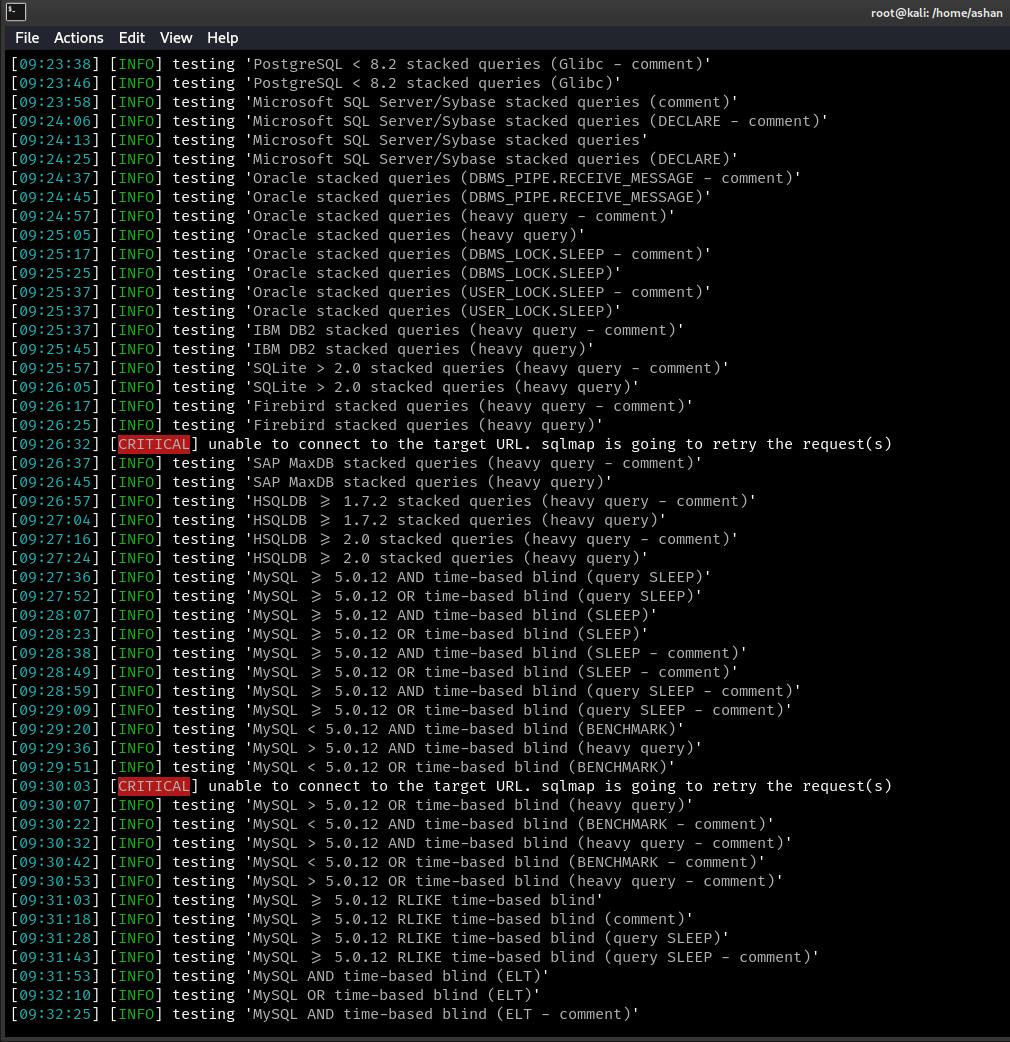 root@kali: /home/ashan
File Actions Edit View Help
[09:23:38] [INFO] testing 'PostgreSQL < 8.2 stacked queries (Glibc - comment)'
[09:23:46] [INFO] testing 'PostgreSQL < 8.2 stacked queries (Glibc)'
[09:23:58] [INFO] testing 'Microsoft SQL Server/Sybase stacked queries (comment)'
[09:24:06] [INFO] testing 'Microsoft SQL Server/Sybase stacked queries (DECLARE - comment)'
[09:24:13] [INFO] testing 'Microsoft SQL Server/Sybase stacked queries'
[09:24:25] [INFO] testing 'Microsoft SQL Server/Sybase stacked queries (DECLARE)'
[09:24:37] [INFO] testing 'Oracle stacked queries (DBMS_PIPE.RECEIVE_MESSAGE - comment)'
[09:24:45] [INFO] testing 'Oracle stacked queries (DBMS_PIPE.RECEIVE_MESSAGE)'
[09:24:57] [INFO] testing 'Oracle stacked queries (heavy query - comment)'
[09:25:05] [INFO] testing 'Oracle stacked queries (heavy query)'
[09:25:17] [INFO] testing 'Oracle stacked queries (DBMS_LOCK.SLEEP - comment)'
[09:25:25] [INFO] testing 'Oracle stacked queries (DBMS_LOCK.SLEEP)'
[09:25:37] [INFO] testing 'Oracle stacked queries (USER_LOCK.SLEEP - comment)'
[09:25:37] [INFO] testing 'Oracle stacked queries (USER_LOCK.SLEEP)'
[09:25:37] [INFO] testing 'IBM DB2 stacked queries (heavy query - comment)'
[09:25:45] [INFO] testing 'IBM DB2 stacked queries (heavy query)'
[09:25:57] [INFO] testing 'SQLite > 2.0 stacked queries (heavy query - comment)'
[09:26:05] [INFO] testing 'SQLite > 2.0 stacked queries (heavy query)'
[09:26:17] [INFO] testing 'Firebird stacked queries (heavy query - comment)'
[09:26:25] [INFO] testing 'Firebird stacked queries (heavy query)'
[09:26:32] [CRITICAL] unable to connect to the target URL. sqlmap is going to retry the request(s)
[09:26:37] [INFO] testing 'SAP MaxDB stacked queries (heavy query - comment)'
[09:26:45] [INFO] testing 'SAP MaxDB stacked queries (heavy query)'
[09:26:57] [INFO] testing 'HSQLDB ⩾ 1.7.2 stacked queries (heavy query - comment)'
[09:27:04] [INFO] testing 'HSQLDB ⩾ 1.7.2 stacked queries (heavy query)'
[09:27:16] [INFO] testing 'HSQLDB ⩾ 2.0 stacked queries (heavy query - comment)'
[09:27:24] [INFO] testing 'HSQLDB ⩾ 2.0 stacked queries (heavy query)'
[09:27:36] [INFO] testing 'MySQL ⩾ 5.0.12 AND time-based blind (query SLEEP)'
[09:27:52] [INFO] testing 'MySQL ⩾ 5.0.12 OR time-based blind (query SLEEP)'
[09:28:07] [INFO] testing 'MySQL ⩾ 5.0.12 AND time-based blind (SLEEP)'
[09:28:23] [INFO] testing 'MySQL ⩾ 5.0.12 OR time-based blind (SLEEP)'
[09:28:38] [INFO] testing 'MySQL ⩾ 5.0.12 AND time-based blind (SLEEP - comment)'
[09:28:49] [INFO] testing 'MySQL ⩾ 5.0.12 OR time-based blind (SLEEP - comment)'
[09:28:59] [INFO] testing 'MySQL ⩾ 5.0.12 AND time-based blind (query SLEEP - comment)'
[09:29:09] [INFO] testing 'MySQL ⩾ 5.0.12 OR time-based blind (query SLEEP - comment)'
[09:29:20] [INFO] testing 'MySQL < 5.0.12 AND time-based blind (BENCHMARK)'
[09:29:36] [INFO] testing 'MySQL > 5.0.12 AND time-based blind (heavy query)'
[09:29:51] [INFO] testing 'MySQL < 5.0.12 OR time-based blind (BENCHMARK)'
[09:30:03] [CRITICAL] unable to connect to the target URL. sqlmap is going to retry the request(s)
[09:30:07] [INFO] testing 'MySQL > 5.0.12 OR time-based blind (heavy query)'
[09:30:22] [INFO] testing 'MySQL < 5.0.12 AND time-based blind (BENCHMARK - comment)'
[09:30:32] [INFO] testing 'MySQL > 5.0.12 AND time-based blind (heavy query - comment)'
[09:30:42] [INFO] testing 'MySQL < 5.0.12 OR time-based blind (BENCHMARK - comment)'
[09:30:53] [INFO] testing 'MySQL > 5.0.12 OR time-based blind (heavy query - comment)'
[09:31:03] [INFO] testing 'MySQL ⩾ 5.0.12 RLIKE time-based blind'
[09:31:18] [INFO] testing 'MySQL ⩾ 5.0.12 RLIKE time-based blind (comment)'
[09:31:28] [INFO] testing 'MySQL ⩾ 5.0.12 RLIKE time-based blind (query SLEEP)'
[09:31:43] [INFO] testing 'MySQL ⩾ 5.0.12 RLIKE time-based blind (query SLEEP - comment)'
[09:31:53] [INFO] testing 'MySQL AND time-based blind (ELT)'
[09:32:10] [INFO] testing 'MySQL OR time-based blind (ELT)'
[09:32:25] [INFO] testing 'MySQL AND time-based blind (ELT - comment)'